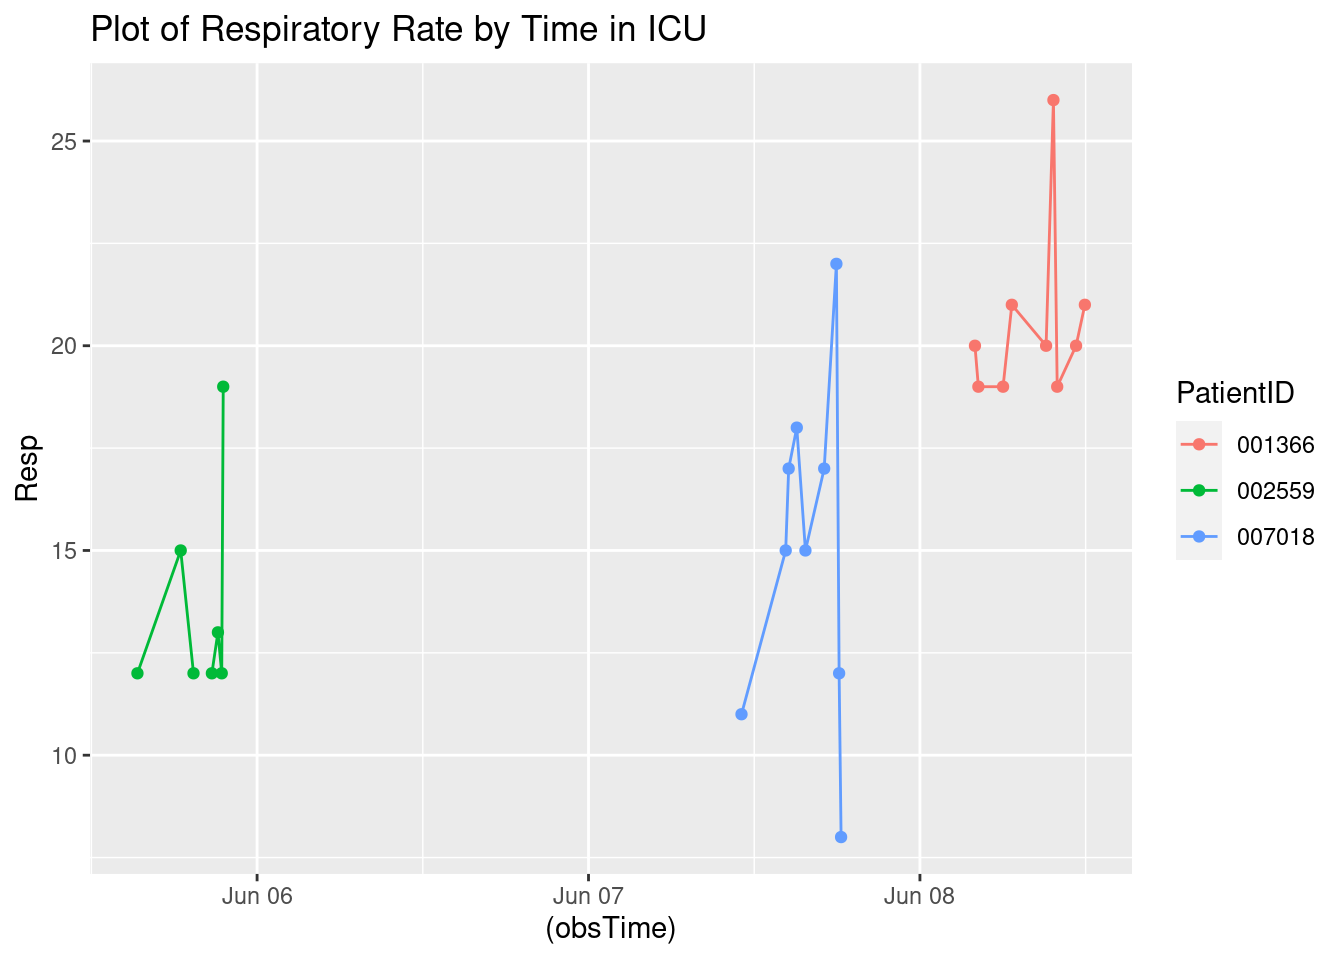 Plot of Respiratory Rate by Time in ICU
25
20
15
10
Resp
Jun 06
Jun 07
Jun 08
(obsTime)
PatientID
001366
002559
007018